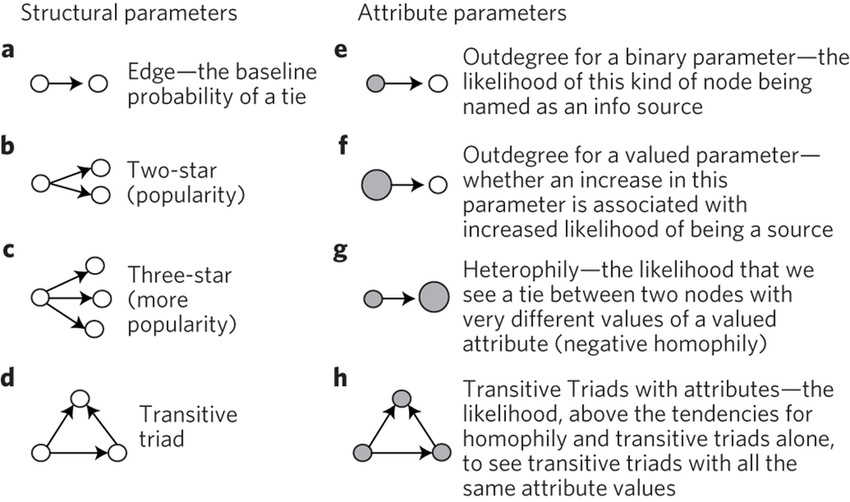 Structural parameters
a
Edge—the baseline
probability of a tie
b
Two-star
(popularity)
c
Three-star
(more
popularity)
d
Transitive
triad
Attribute parameters
e
Outdegree for a binary parameter—the
likelihood of this kind of node being
named as an info source
f
Outdegree for a valued parameter—
whether an increase in this
parameter is associated with
increased likelihood of being a source
g
Heterophily—the likelihood that we
see a tie between two nodes with
very different values of a valued
attribute (negative homophily)
h
Transitive Triads with attributes—the
likelihood, above the tendencies for
homophily and transitive triads alone,
to see transitive triads with all the
same attribute values